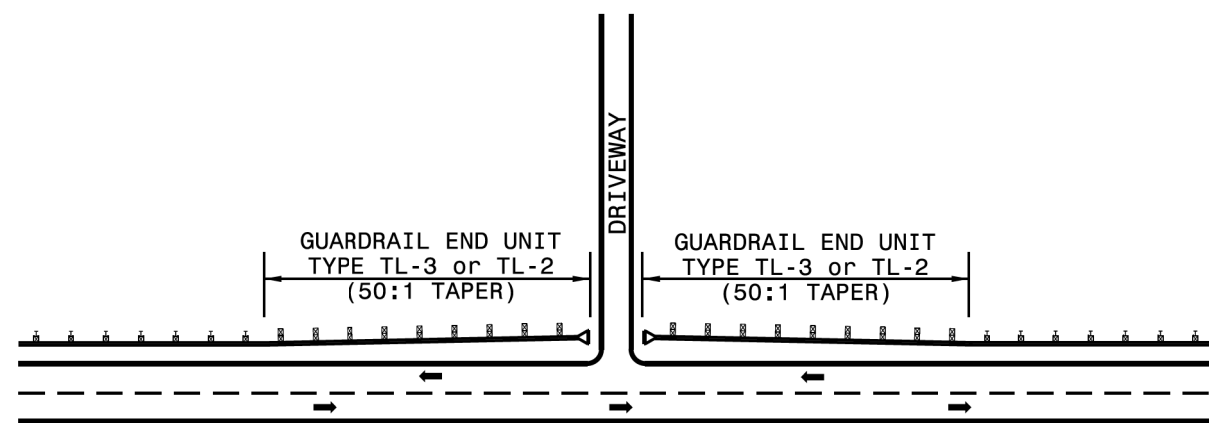 DRIVEWAY
GUARDRAIL END UNIT
TYPE TL-3 or TL-2
(50:1 TAPER)
GUARDRAIL END UNIT
TYPE TL-3 or TL-2
(50:1 TAPER)